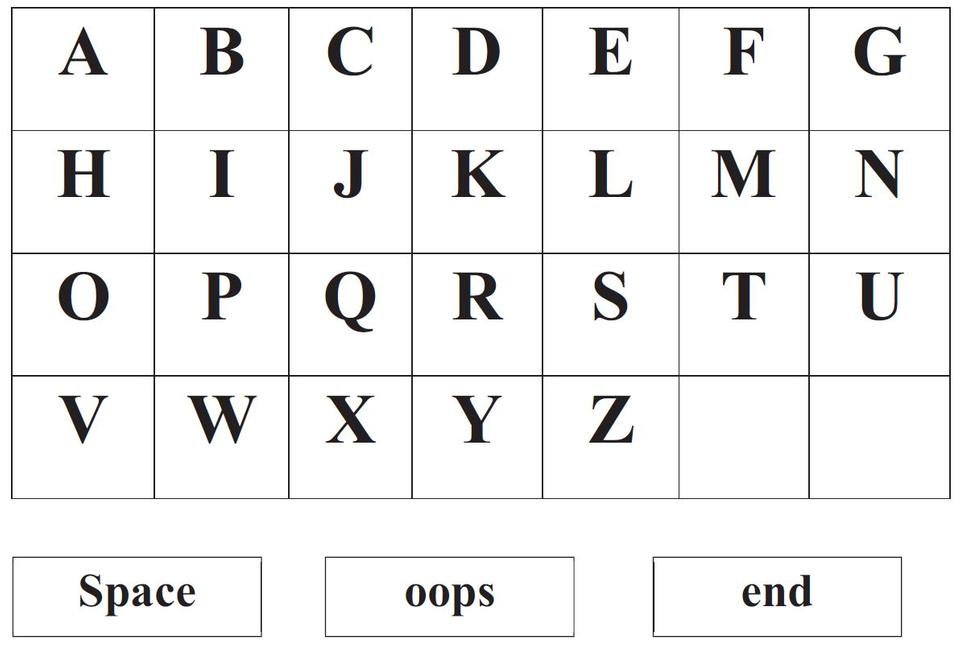 A B C D E F G
H I J K L M N
O P Q R S T U
V W X Y Z
Space oops end